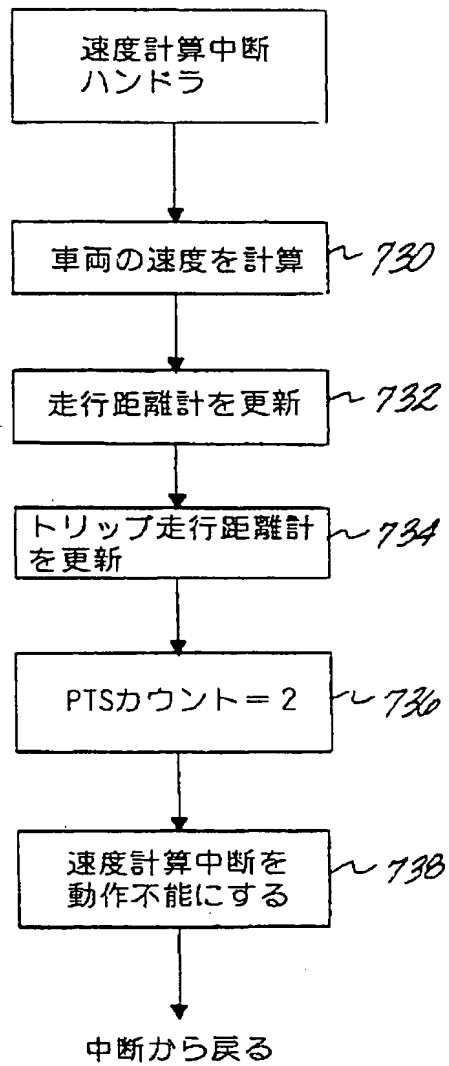 速度計算中断
ハンドラ
車両の速度を計算
730
走行距離計を更新
732
トリップ走行距離計
を更新
734
PTSカウント＝2
736
速度計算中断を
動作不能にする
738
中断から戻る